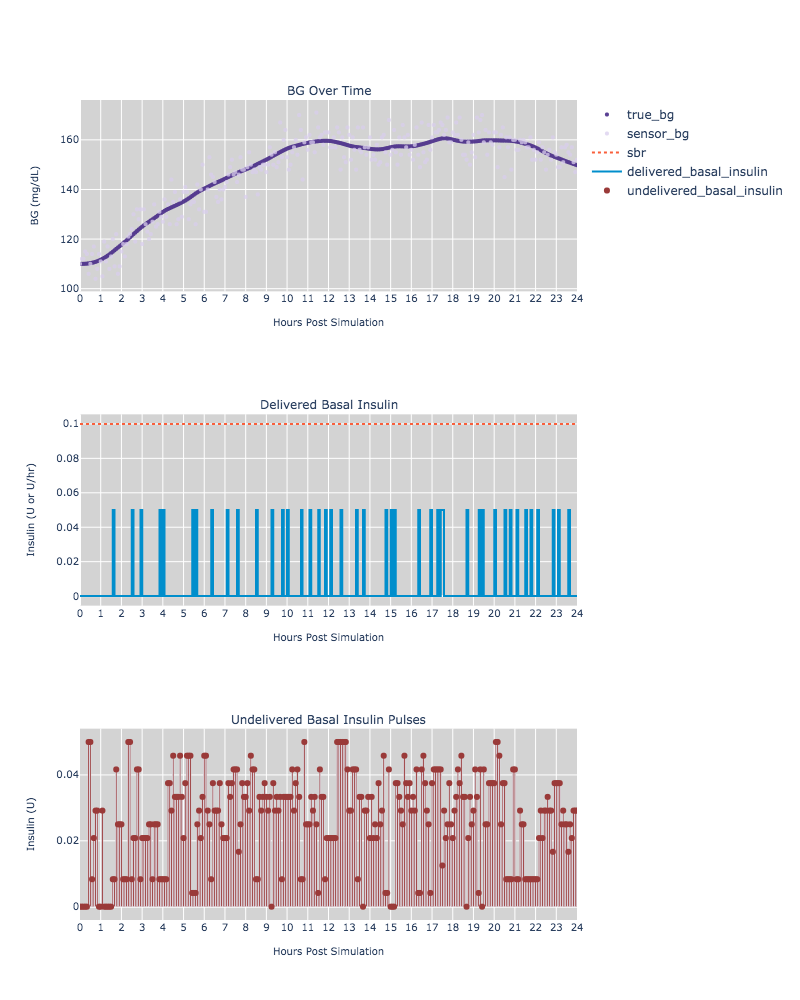 BG Over Time
BG (mg/dL)
160
140
120
100
0 1 2 3 4 5 6 7 8 9 10 11 12 13 14 15 16 17 18 19 20 21 22 23 24
Hours Post Simulation
true_bg
sensor_bg
sbr
delivered_basal_insulin
undelivered_basal_insulin
Delivered Basal Insulin
Insulin (U or U/hr)
0.1
0.08
0.06
0.04
0.02
0
0 1 2 3 4 5 6 7 8 9 10 11 12 13 14 15 16 17 18 19 20 21 22 23 24
Hours Post Simulation
Undelivered Basal Insulin Pulses
Insulin (U)
0.04
0.02
0
0 1 2 3 4 5 6 7 8 9 10 11 12 13 14 15 16 17 18 19 20 21 22 23 24
Hours Post Simulation